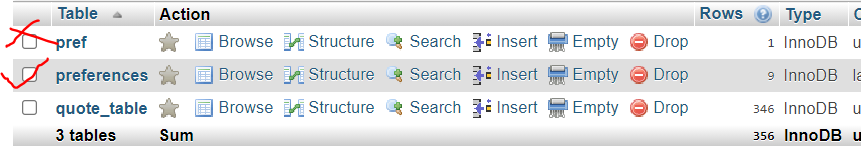 Table Action Rows Type C
pref Browse Structure Search Insert Empty Drop 1 InnoDB u
preferences Browse Structure Search Insert Empty Drop 9 InnoDB la
quote_table Browse Structure Search Insert Empty Drop 346 InnoDB u
3 tables Sum 356 InnoDB u